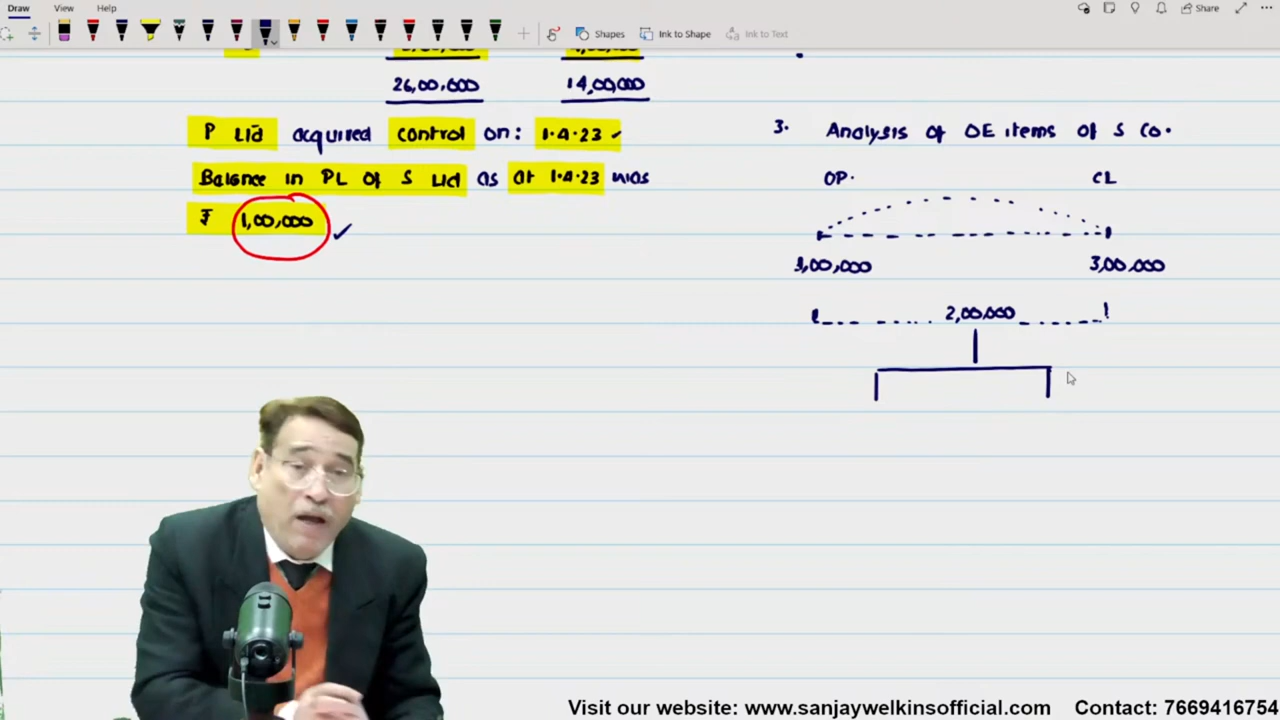 Draw View Help Share
Shapes Ink to Shape Ink to Text
26,00,000 14,00,000
P Ltd acquired control on: 1.4.23
Balance in PL of S Ltd as at 1.4.23 was
₹ 1,00,000
3. Analysis of OE items of S Co.
OP. CL
1,00,000 3,00,000
2,00,000
Visit our website: www.sanjaywelkinsofficial.com Contact: 7669416754